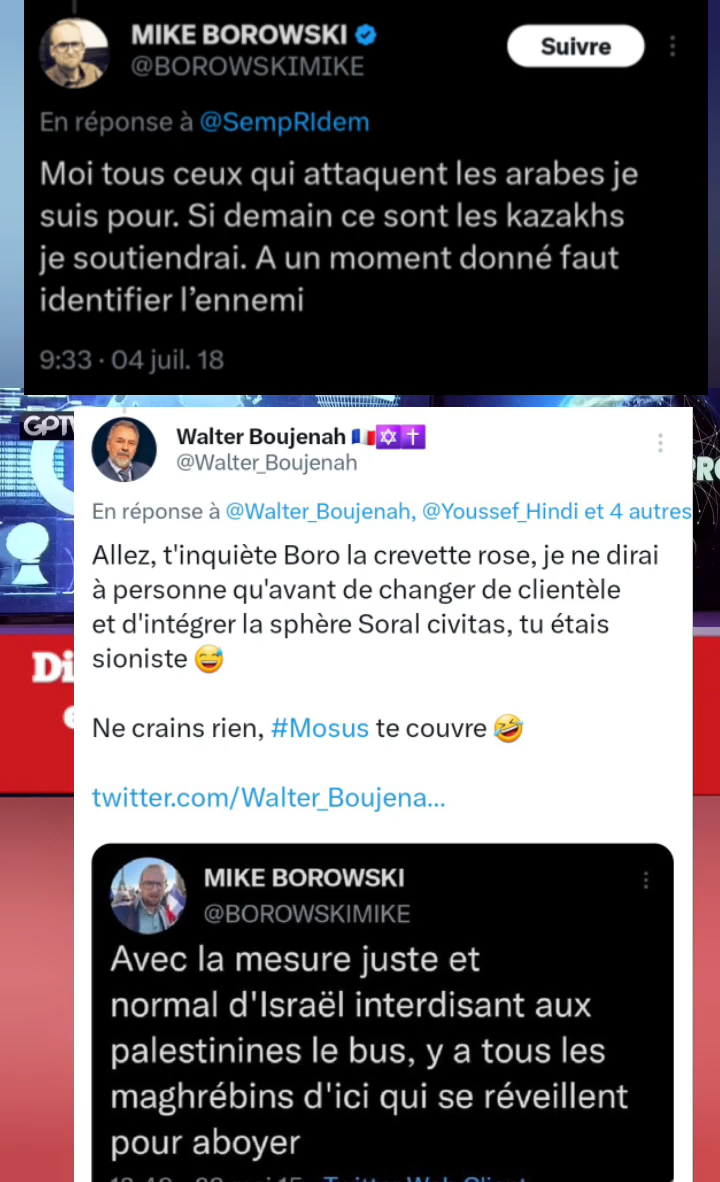 MIKE BOROWSKI
@BOROWSKIMIKE
Suivre
En réponse à @SempRIdem
Moi tous ceux qui attaquent les arabes je
suis pour. Si demain ce sont les kazakhs
je soutiendrai. A un moment donné faut
identifier l'ennemi
9:33 · 04 juil. 18
Walter Boujenah 🇫🇷✡️✝️
@Walter_Boujenah
En réponse à @Walter_Boujenah, @Youssef_Hindi et 4 autres
Allez, t'inquiète Boro la crevette rose, je ne dirai
à personne qu'avant de changer de clientèle
et d'intégrer la sphère Soral civitas, tu étais
sioniste 😅
Ne crains rien, #Mosus te couvre 🤣
twitter.com/Walter_Boujena...
MIKE BOROWSKI
@BOROWSKIMIKE
Avec la mesure juste et
normal d'Israël interdisant aux
palestinines le bus, y a tous les
maghrébins d'ici qui se réveillent
pour aboyer